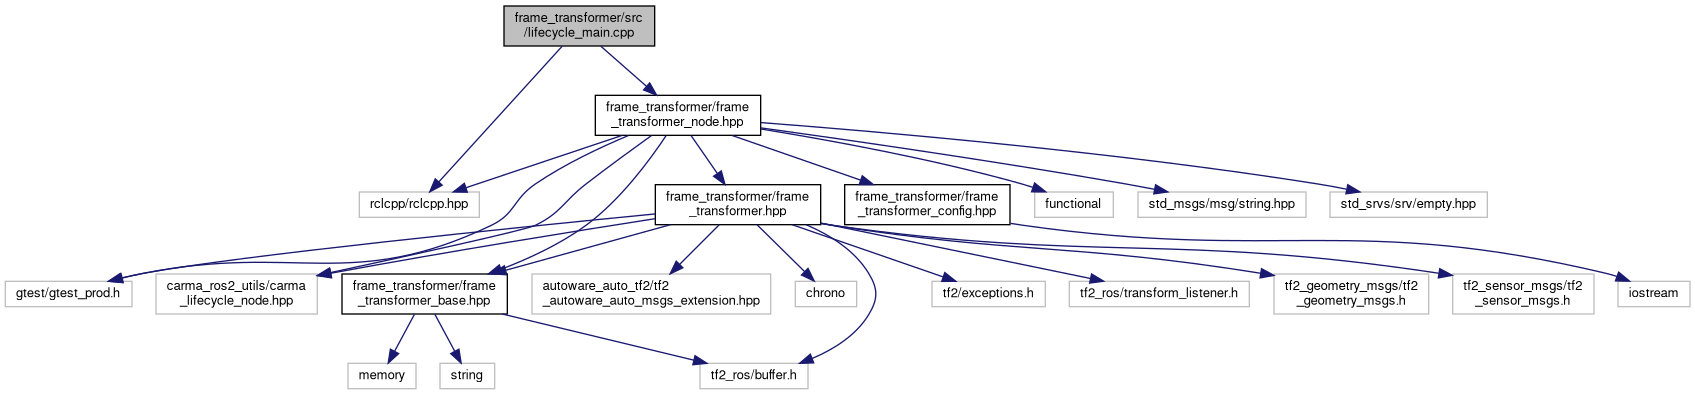 frame_transformer/src
/lifecycle_main.cpp
frame_transformer/frame
_transformer_node.hpp
rclcpp/rclcpp.hpp
frame_transformer/frame
_transformer.hpp
frame_transformer/frame
_transformer_config.hpp
functional
std_msgs/msg/string.hpp
std_srvs/srv/empty.hpp
gtest/gtest_prod.h
carma_ros2_utils/carma
_lifecycle_node.hpp
frame_transformer/frame
_transformer_base.hpp
autoware_auto_tf2/tf2
_autoware_auto_msgs_extension.hpp
chrono
tf2/exceptions.h
tf2_ros/transform_listener.h
tf2_geometry_msgs/tf2
_geometry_msgs.h
tf2_sensor_msgs/tf2
_sensor_msgs.h
iostream
memory
string
tf2_ros/buffer.h